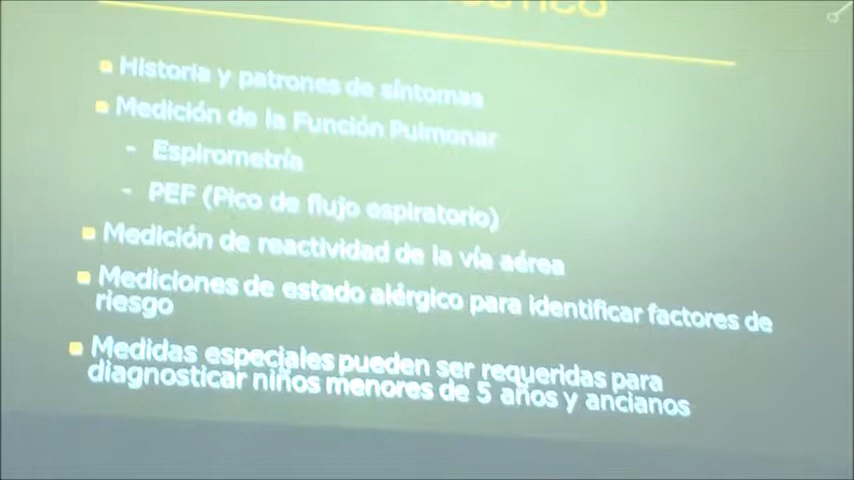 ■ Historia y patrones de síntomas
■ Medición de la Función Pulmonar
- Espirometría
- PEF (Pico de flujo espiratorio)
■ Medición de reactividad de la vía aérea
■ Mediciones de estado alérgico para identificar factores de
riesgo
■ Medidas especiales pueden ser requeridas para
diagnosticar niños menores de 5 años y ancianos